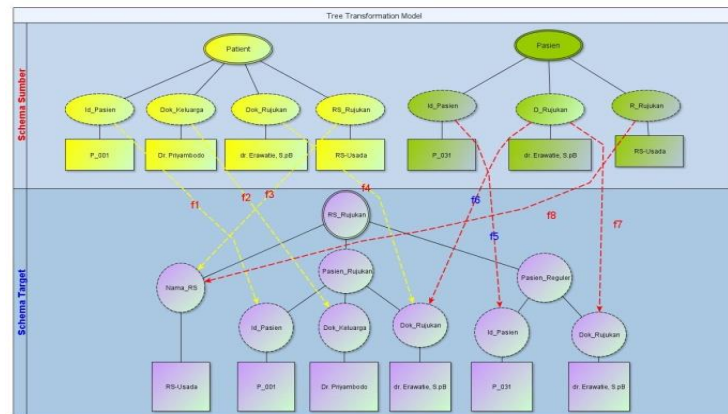 Tree Transformation Model
Schema Sumber
Patient
Pasien
Id_Pasien
Dok_Keluarga
Dok_Rujukan
RS_Rujukan
Id_Pasien
D_Rujukan
R_Rujukan
P_001
Dr. Priyambodo
dr. Erawatie, S.pB
RS-Usada
P_031
dr.Erawatie, S.pB
RS-Usada
f1
f2
f3
f4
f6
f5
f8
f7
Schema Target
RS_Rujukan
Nama_RS
Pasien_Rujukan
Pasien_Reguler
Id_Pasien
Dok_Keluarga
Dok_Rujukan
Id_Pasien
Dok_Rujukan
RS-Usada
P_001
Dr. Priyambodo
dr. Erawatie, S.pB
P_031
dr. Erawatie, S.pB